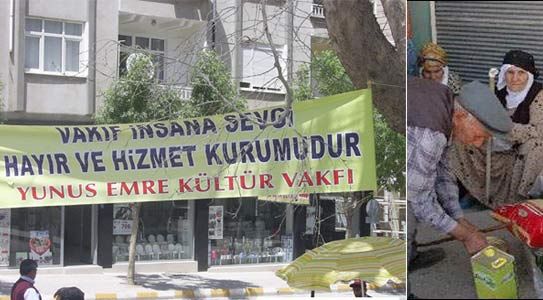 VAKIF İNSANA SEVGİ
HAYIR VE HİZMET KURUMUDUR
YUNUS EMRE KÜLTÜR VAKFI